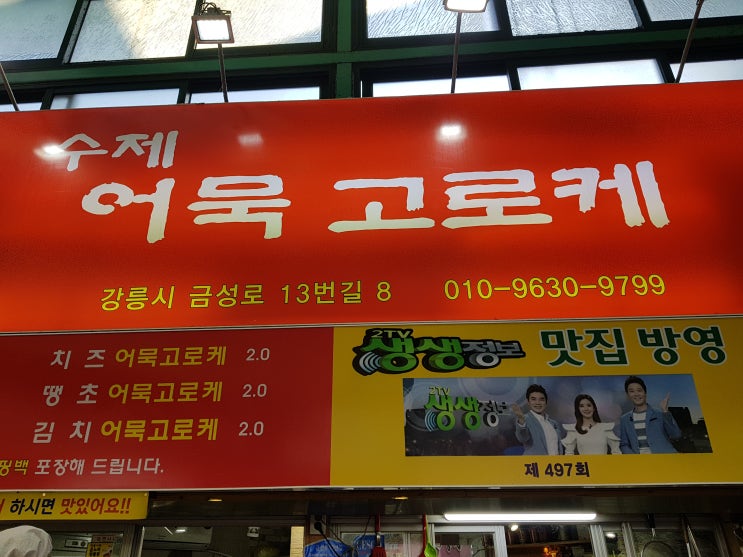 수제
어묵 고로케
강릉시 금성로 13번길 8 010-9630-9799
치즈 어묵고로케 2.0
땡초 어묵고로케 2.0
김치 어묵고로케 2.0
포장해 드립니다.
하시면 맛있어요!!
2TV
생생정보 맛집 방영
2TV
생생정보
제 497회